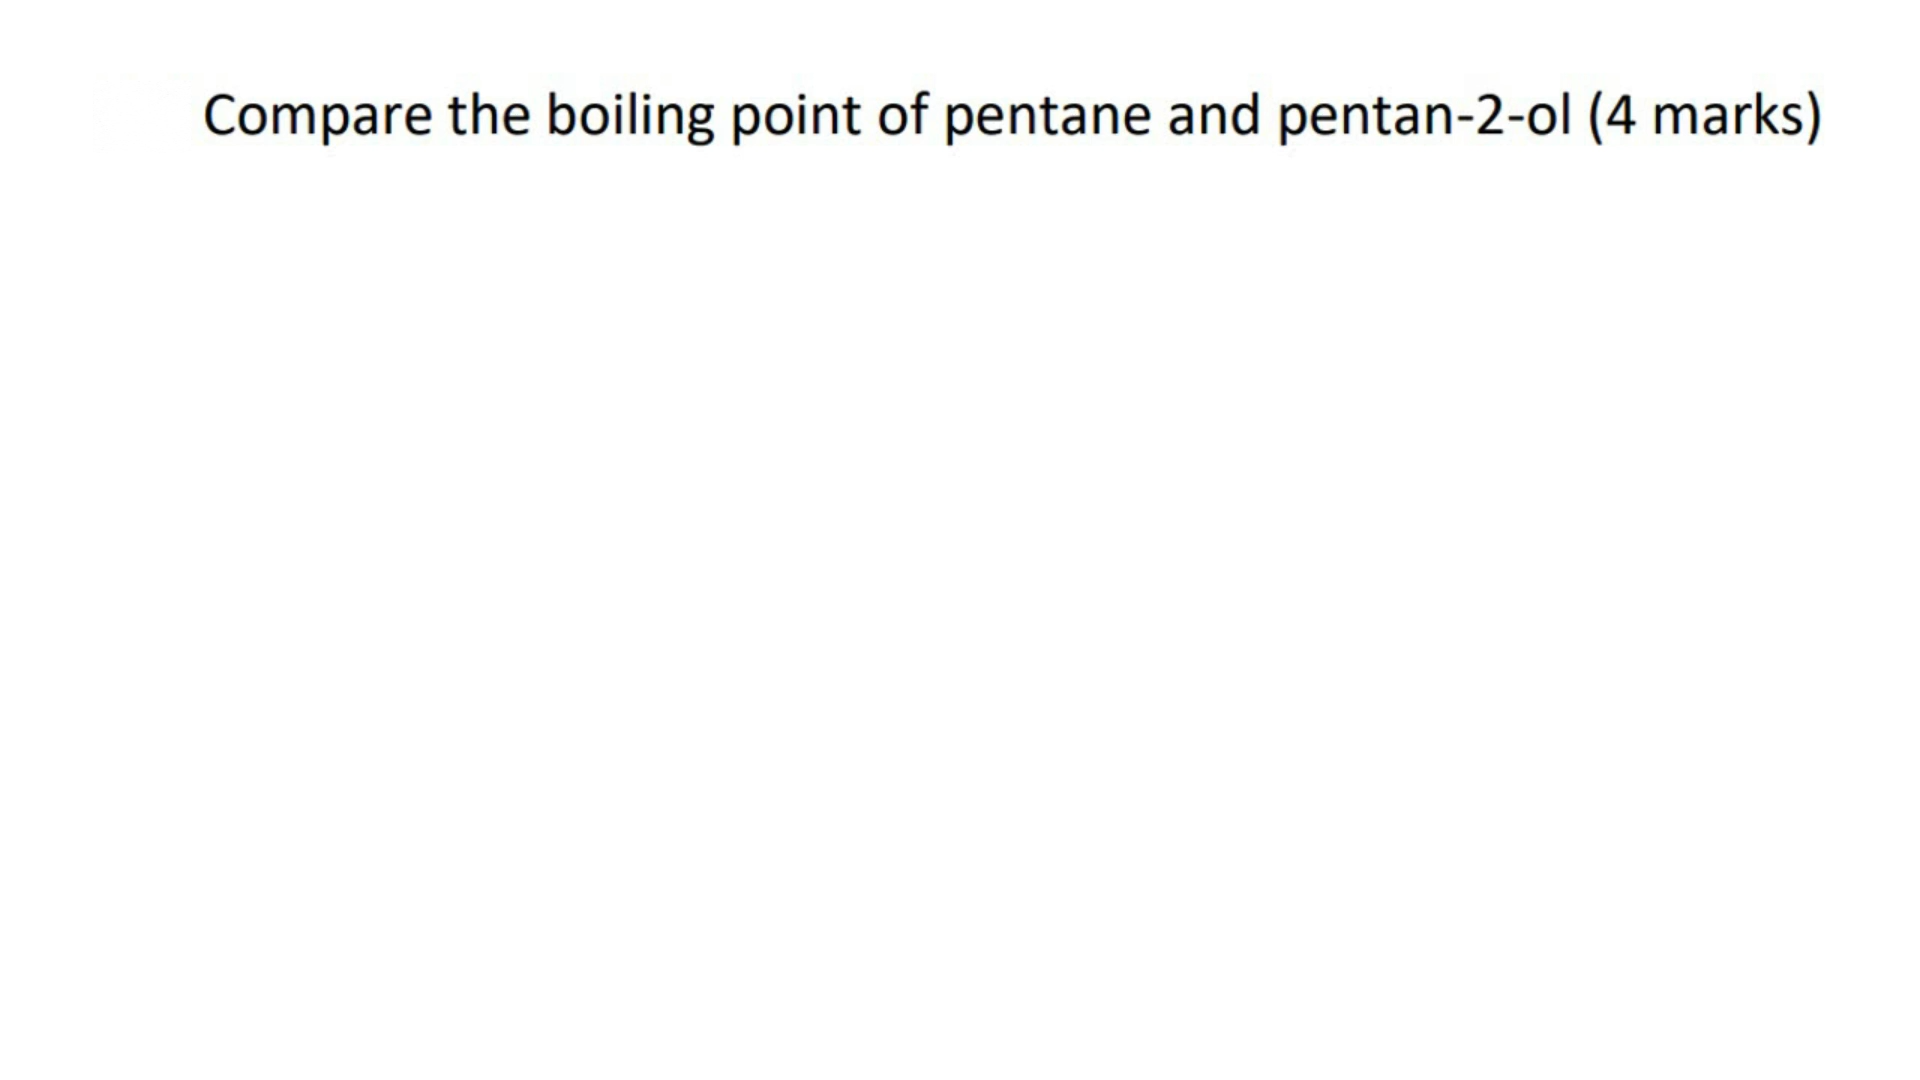 Compare the boiling point of pentane and pentan-2-ol (4 marks)